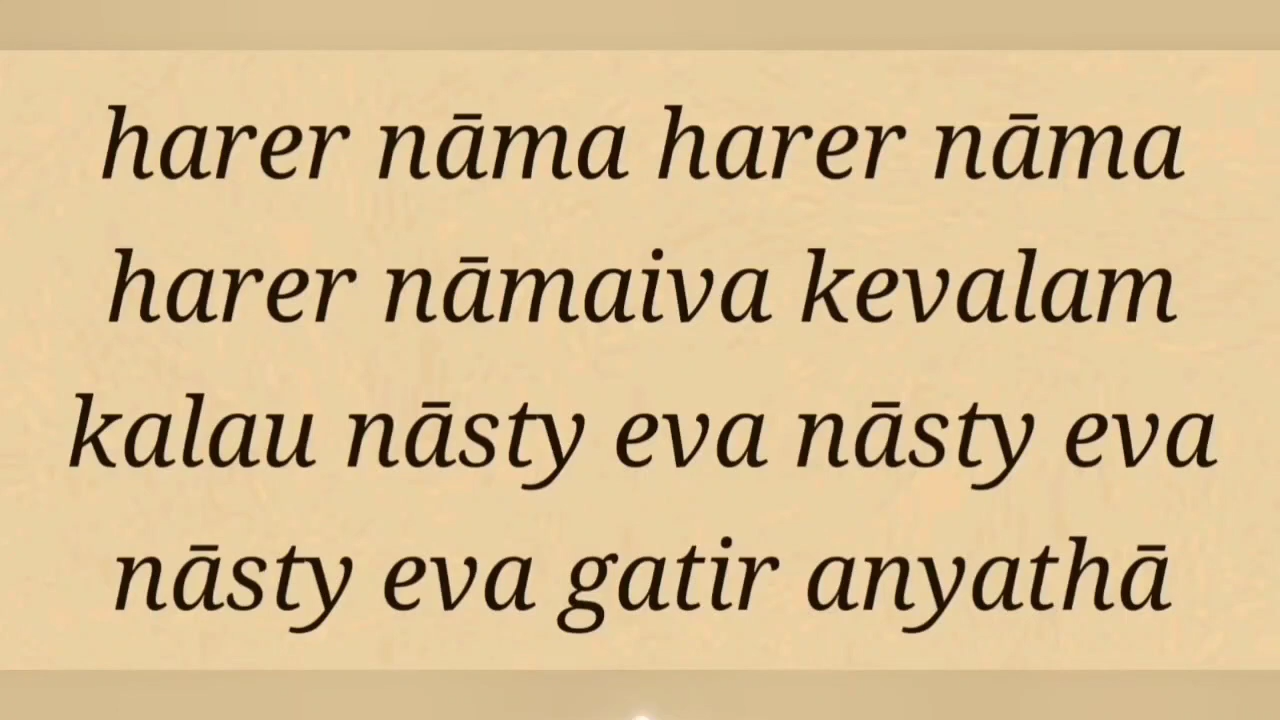 harer nāma harer nāma
harer nāmaiva kevalam
kalau nāsty eva nāsty eva
nāsty eva gatir anyathā